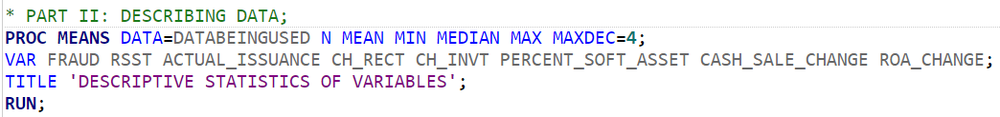 * PART II: DESCRIBING DATA;
PROC MEANS DATA=DATABEINGUSED N MEAN MIN MEDIAN MAX MAXDEC=4;
VAR FRAUD RSST ACTUAL_ISSUANCE CH_RECT CH_INVT PERCENT_SOFT_ASSET CASH_SALE_CHANGE ROA_CHANGE;
TITLE 'DESCRIPTIVE STATISTICS OF VARIABLES';
RUN;